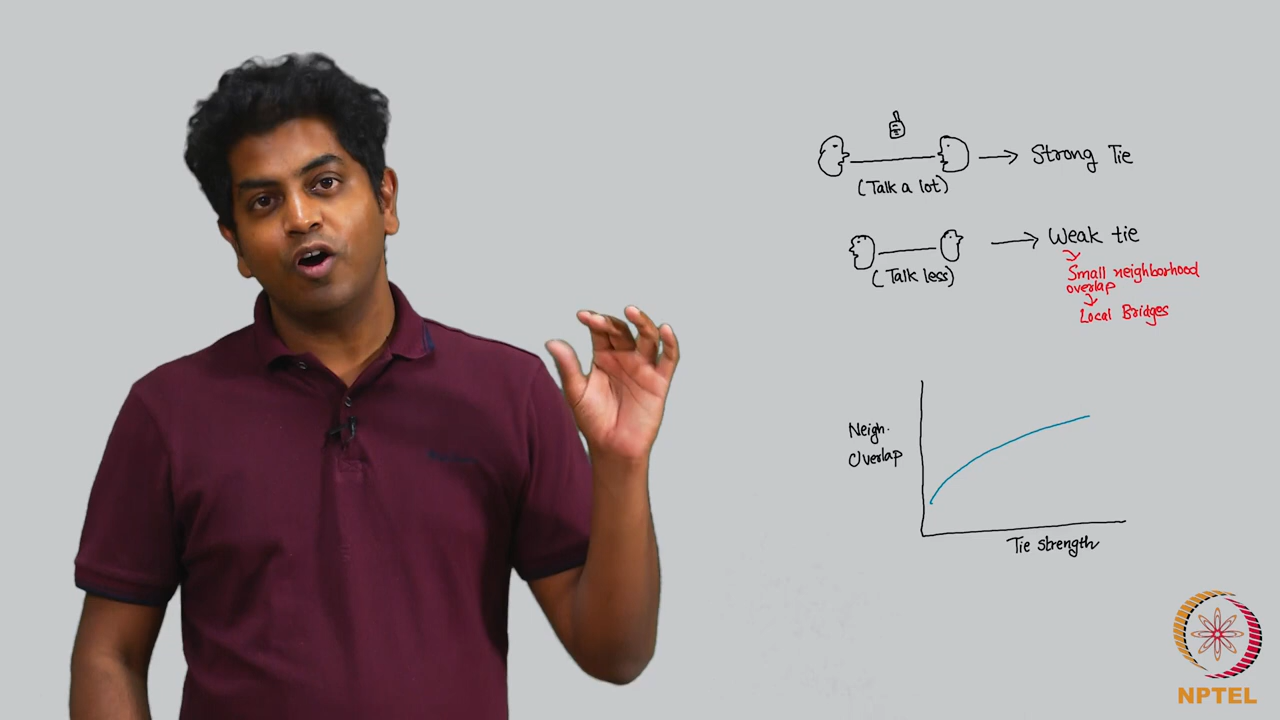 Strong Tie
(Talk a lot)
Weak tie
(Talk less)
Small neighborhood
overlap
Local Bridges
Neigh.
Overlap
Tie strength
NPTEL